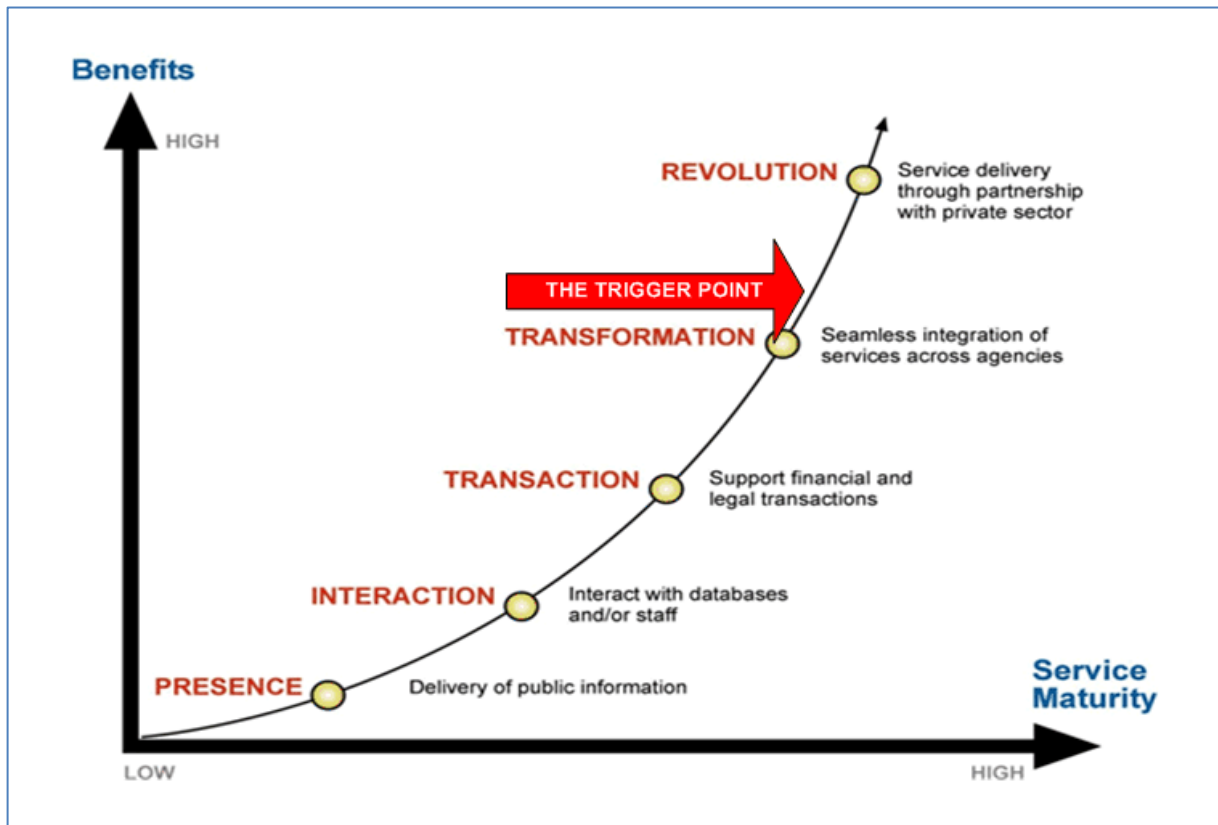 Benefits
HIGH
REVOLUTION
Service delivery
through partnership
with private sector
THE TRIGGER POINT
TRANSFORMATION
Seamless integration of
services across agencies
TRANSACTION
Support financial and
legal transactions
INTERACTION
Interact with databases
and/or staff
PRESENCE
Delivery of public information
Service
Maturity
LOW
HIGH